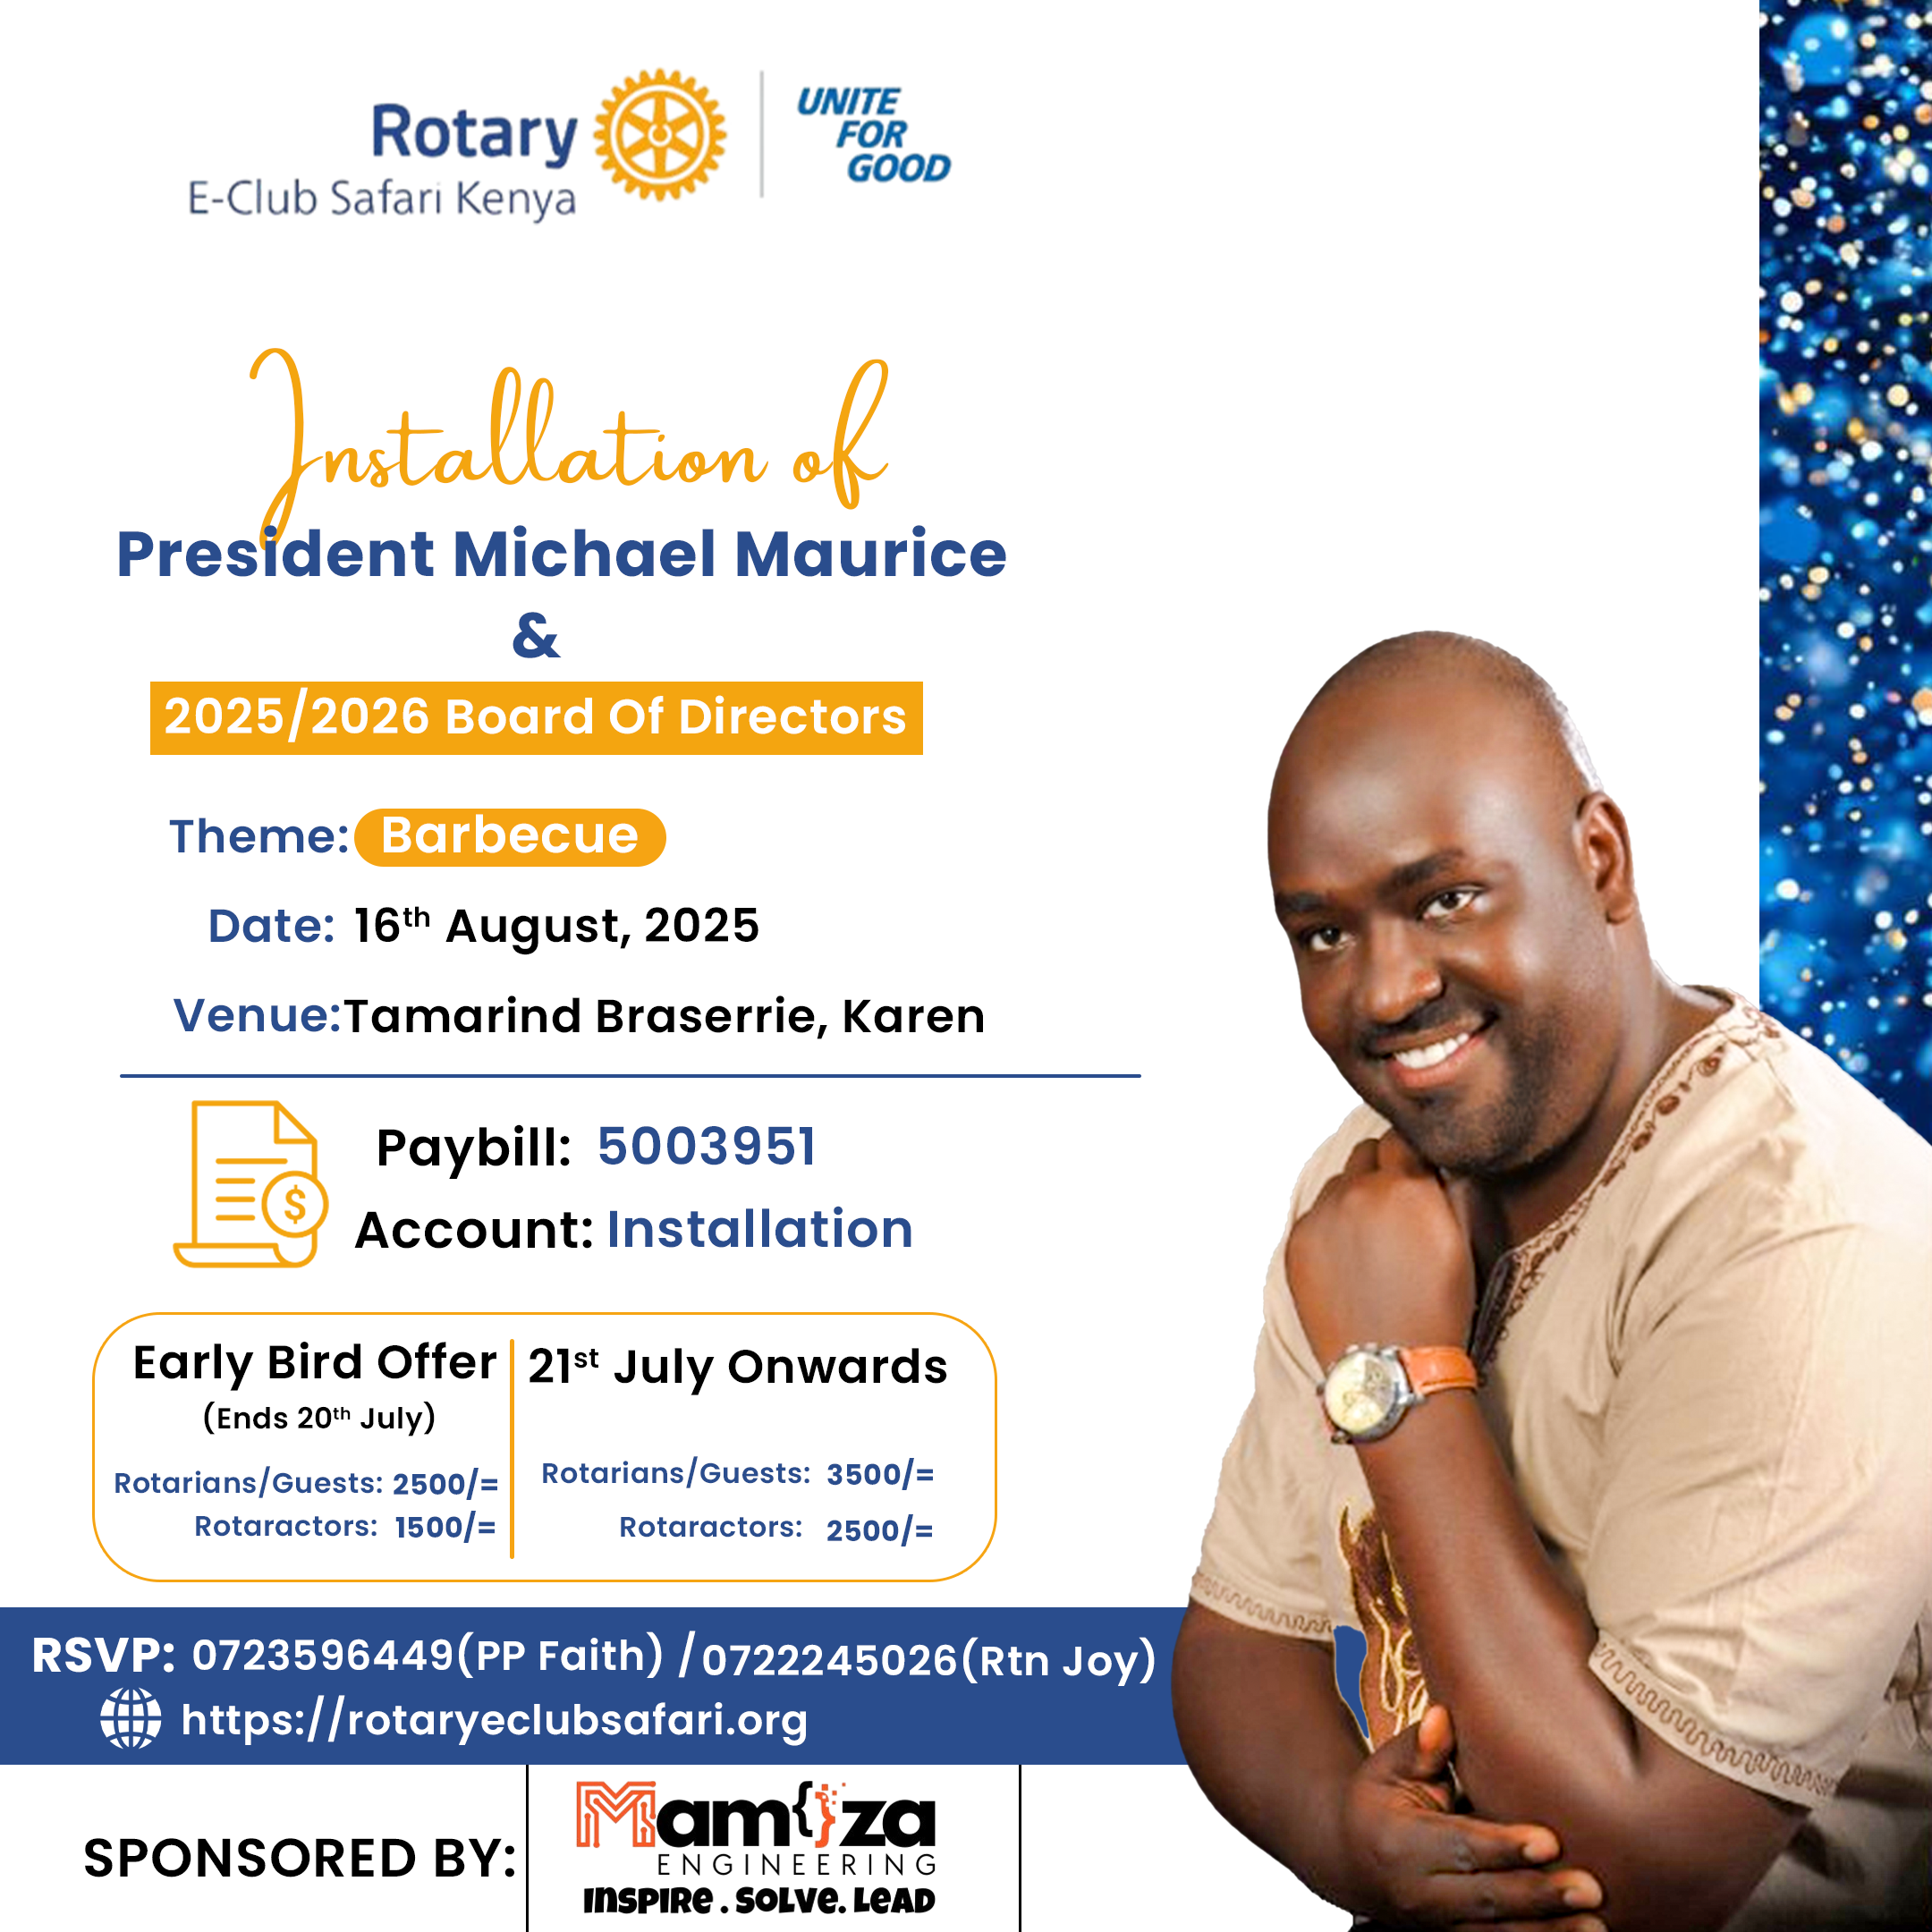 Rotary
E-Club Safari Kenya
UNITE
FOR
GOOD
Installation of
President Michael Maurice
&
2025/2026 Board Of Directors
Theme: Barbecue
Date: 16th August, 2025
Venue:Tamarind Braserrie, Karen
$
Paybill: 5003951
Account: Installation
Early Bird Offer
(Ends 20th July)
Rotarians/Guests: 2500/=
Rotaractors: 1500/=
21st July Onwards
Rotarians/Guests: 3500/=
Rotaractors: 2500/=
RSVP: 0723596449(PP Faith) /0722245026(Rtn Joy)
https://rotaryeclubsafari.org
SPONSORED BY:
Mam{}za
ENGINEERING
INSPIRE . SOLVE. LEAD